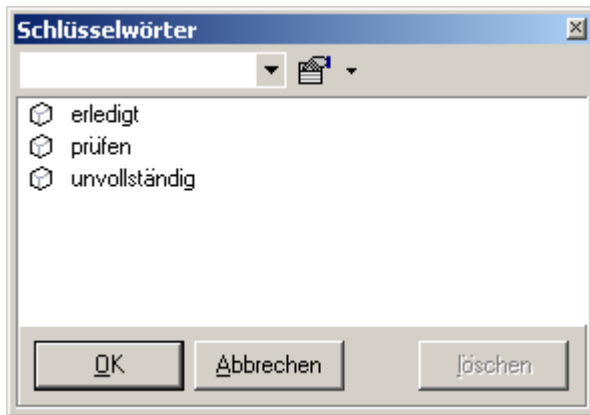 Schlüsselwörter
erledigt
prüfen
unvollständig
OK
Abbrechen
löschen